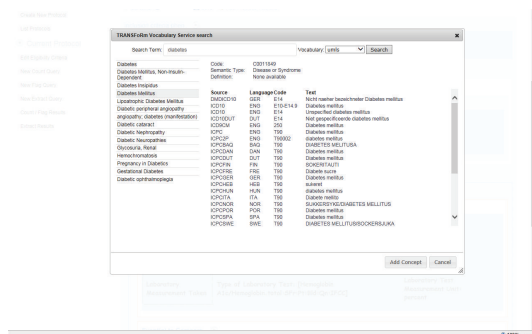 TRANSFoRm Vocabulary Service search
Search Term: diabetes Vocabulary: umls Search
Diabetes
Diabetes Mellitus, Non-Insulin-
Dependent
Diabetes Insipidus
Diabetes Mellitus
Lipoatrophic Diabetes Mellitus
Diabetic peripheral angiopathy
angiopathy; diabetes (manifestation)
Diabetic cataract
Diabetic Nephropathy
Diabetic Neuropathies
Glycosuria, Renal
Hemochromatosis
Pregnancy in Diabetics
Gestational Diabetes
Diabetic ophthalmoplegia
Code: C0011849
Semantic Type: Disease or Syndrome
Definition: None available
Source Language Code Text
DMDICD10 GER E14 Nicht naeher bezeichneter Diabetes mellitus
ICD10 ENG E10-E14.9 Diabetes mellitus
ICD10 ENG E14 Unspecified diabetes mellitus
ICD10DUT DUT E14 Niet gespecificeerde diabetes mellitus
ICD9CM ENG 250 Diabetes mellitus
ICPC ENG T90 Diabetes mellitus
ICPC2P ENG T90002 diabetes mellitus
ICPCBAQ BAQ T90 DIABETES MELLITUSA
ICPCDAN DAN T90 Diabetes mellitus
ICPCDUT DUT T90 Diabetes mellitus
ICPCFIN FIN T90 SOKERITAUTI
ICPCFRE FRE T90 Diabete sucre
ICPCGER GER T90 Diabetes mellitus
ICPCHEB HEB T90 sukeret
ICPCHUN HUN T90 diabetes mellitus
ICPCITA ITA T90 Diabete mellito
ICPCNOR NOR T90 SUKKERSYKE/DIABETES MELLITUS
ICPCPOR POR T90 Diabetes mellitus
ICPCSPA SPA T90 Diabetes mellitus
ICPCSWE SWE T90 DIABETES MELLITUS/SOCKERSJUKA
Add Concept Cancel